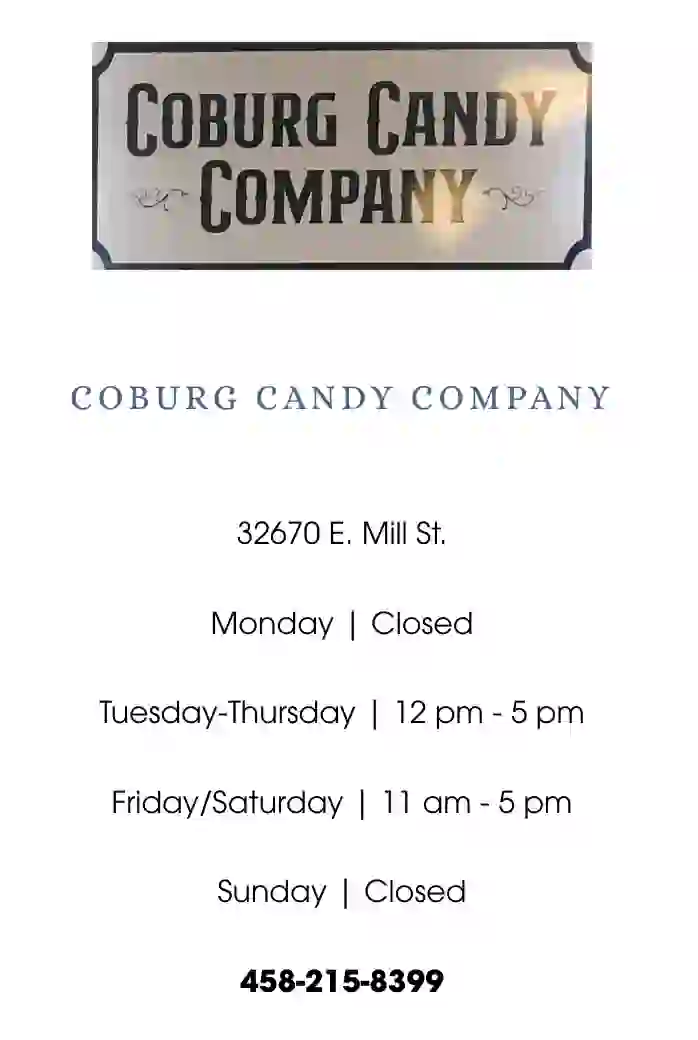 COBURG CANDY
COMPANY
COBURG CANDY COMPANY
32670 E. Mill St.
Monday | Closed
Tuesday-Thursday | 12 pm - 5 pm
Friday/Saturday | 11 am - 5 pm
Sunday | Closed
458-215-8399